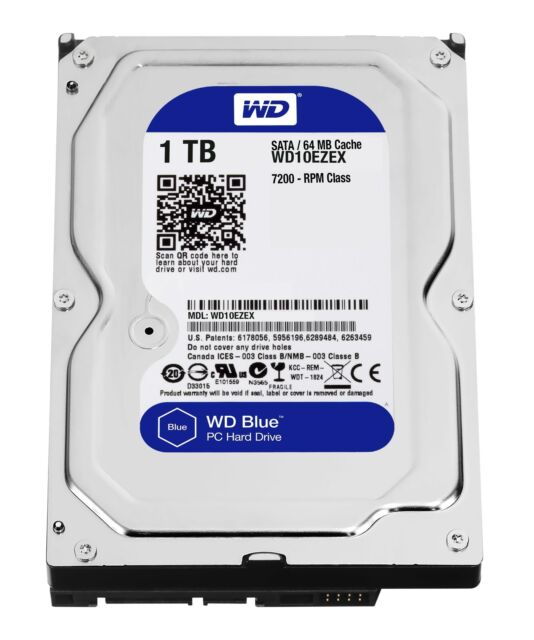 WD®
1 TB
SATA / 64 MB Cache
WD10EZEX
7200 - RPM Class
WD
Scan QR code here to
learn about your hard
drive or visit wd.com
MDL: WD10EZEX
U.S. Patents: 6178056, 5956196,6289484, 6263459
Do not cover any drive holes
Canada ICES - 003 Class B/NMB - 003 Classe B
20
D33015
c RU us
E101559
N3565
FRAGILE
KCC - REM -
WDT - 1824
CE
Product warranty will be void if seal, label or cover is removed or damaged
Blue
WD Blue™
PC Hard Drive